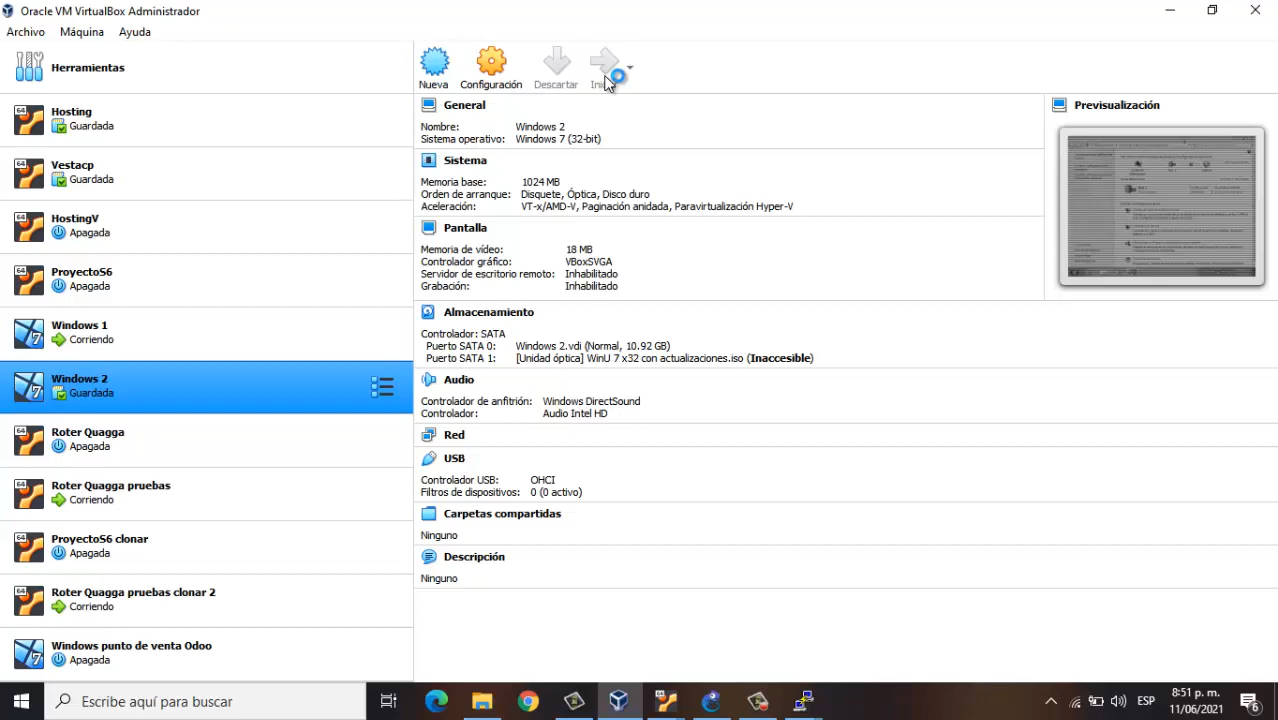 Oracle VM VirtualBox Administrador
Archivo Máquina Ayuda
Herramientas
Nueva Configuración Descartar
Hosting
Guardada
Vestacp
Guardada
HostingV
Apagada
ProyectoS6
Apagada
Windows 1
Corriendo
Windows 2
Guardada
Roter Quagga
Apagada
Roter Quagga pruebas
Corriendo
ProyectoS6 clonar
Apagada
Roter Quagga pruebas clonar 2
Corriendo
Windows punto de venta Odoo
Apagada
General
Nombre: Windows 2
Sistema operativo: Windows 7 (32-bit)
Sistema
Memoria base: 1024 MB
Orden de arranque: Disquete, Óptica, Disco duro
Aceleración: VT-x/AMD-V, Paginación anidada, Paravirtualización Hyper-V
Pantalla
Memoria de vídeo: 18 MB
Controlador gráfico: VBoxSVGA
Servidor de escritorio remoto: Inhabilitado
Grabación: Inhabilitado
Almacenamiento
Controlador: SATA
Puerto SATA 0: Windows 2.vdi (Normal, 10.92 GB)
Puerto SATA 1: [Unidad óptica] WinU 7 x32 con actualizaciones.iso (Inaccesible)
Audio
Controlador de anfitrión: Windows DirectSound
Controlador: Audio Intel HD
Red
USB
Controlador USB: OHCI
Filtros de dispositivos: 0 (0 activo)
Carpetas compartidas
Ninguno
Descripción
Ninguno
Previsualización
Escribe aquí para buscar
ESP
8:51 p. m.
11/06/2021
6